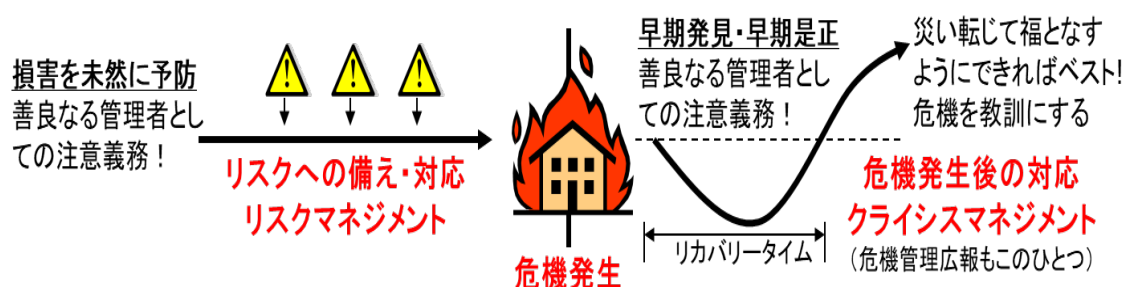 損害を未然に予防
善良なる管理者とし
ての注意義務！
リスクへの備え・対応
リスクマネジメント
危機発生
早期発見・早期是正
善良なる管理者とし
ての注意義務！
リカバリータイム
災い転じて福となす
ようにできればベスト！
危機を教訓にする
危機発生後の対応
クライシスマネジメント
（危機管理広報もこのひとつ）